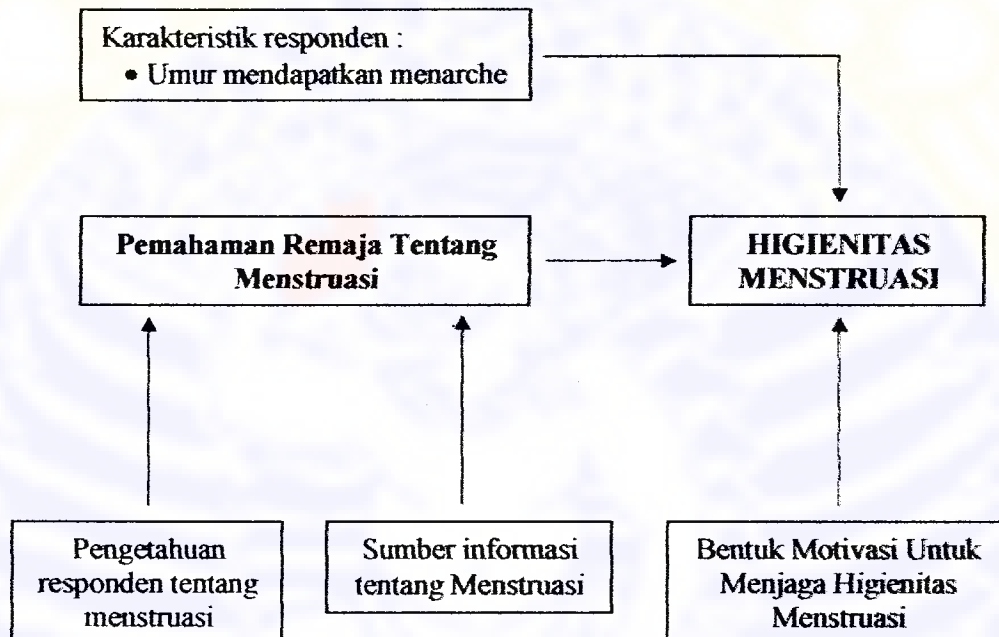 Karakteristik responden :
• Umur mendapatkan menarche
Pemahaman Remaja Tentang
Menstruasi
HIGIENITAS
MENSTRUASI
Pengetahuan
responden tentang
menstruasi
Sumber informasi
tentang Menstruasi
Bentuk Motivasi Untuk
Menjaga Higienitas
Menstruasi